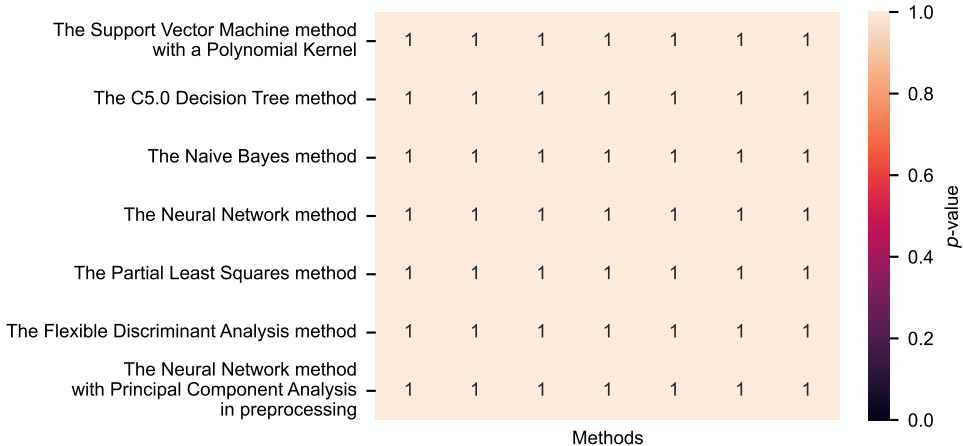 The Support Vector Machine method
with a Polynomial Kernel
1 1 1 1 1 1 1
The C5.0 Decision Tree method
1 1 1 1 1 1 1
The Naive Bayes method
1 1 1 1 1 1 1
The Neural Network method
1 1 1 1 1 1 1
The Partial Least Squares method
1 1 1 1 1 1 1
The Flexible Discriminant Analysis method
1 1 1 1 1 1 1
The Neural Network method
with Principal Component Analysis
in preprocessing
1 1 1 1 1 1 1
Methods
1.0
0.8
0.6
0.4
0.2
0.0
p-value